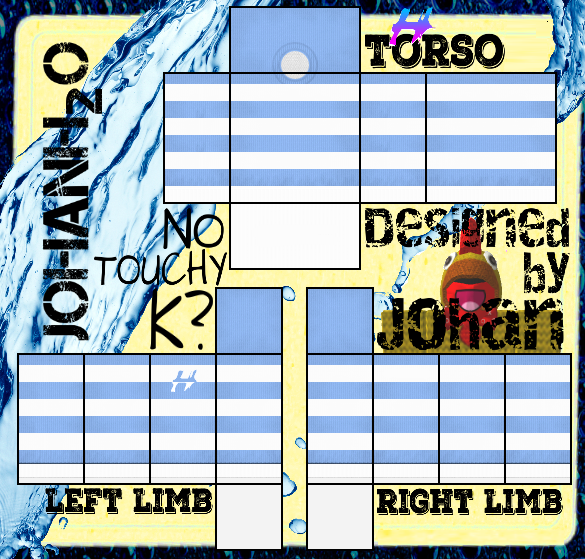 TORSO
JOHANH2O
NO
TOUCHY
K?
Designed
by
Johan
LEFT LIMB
RIGHT LIMB